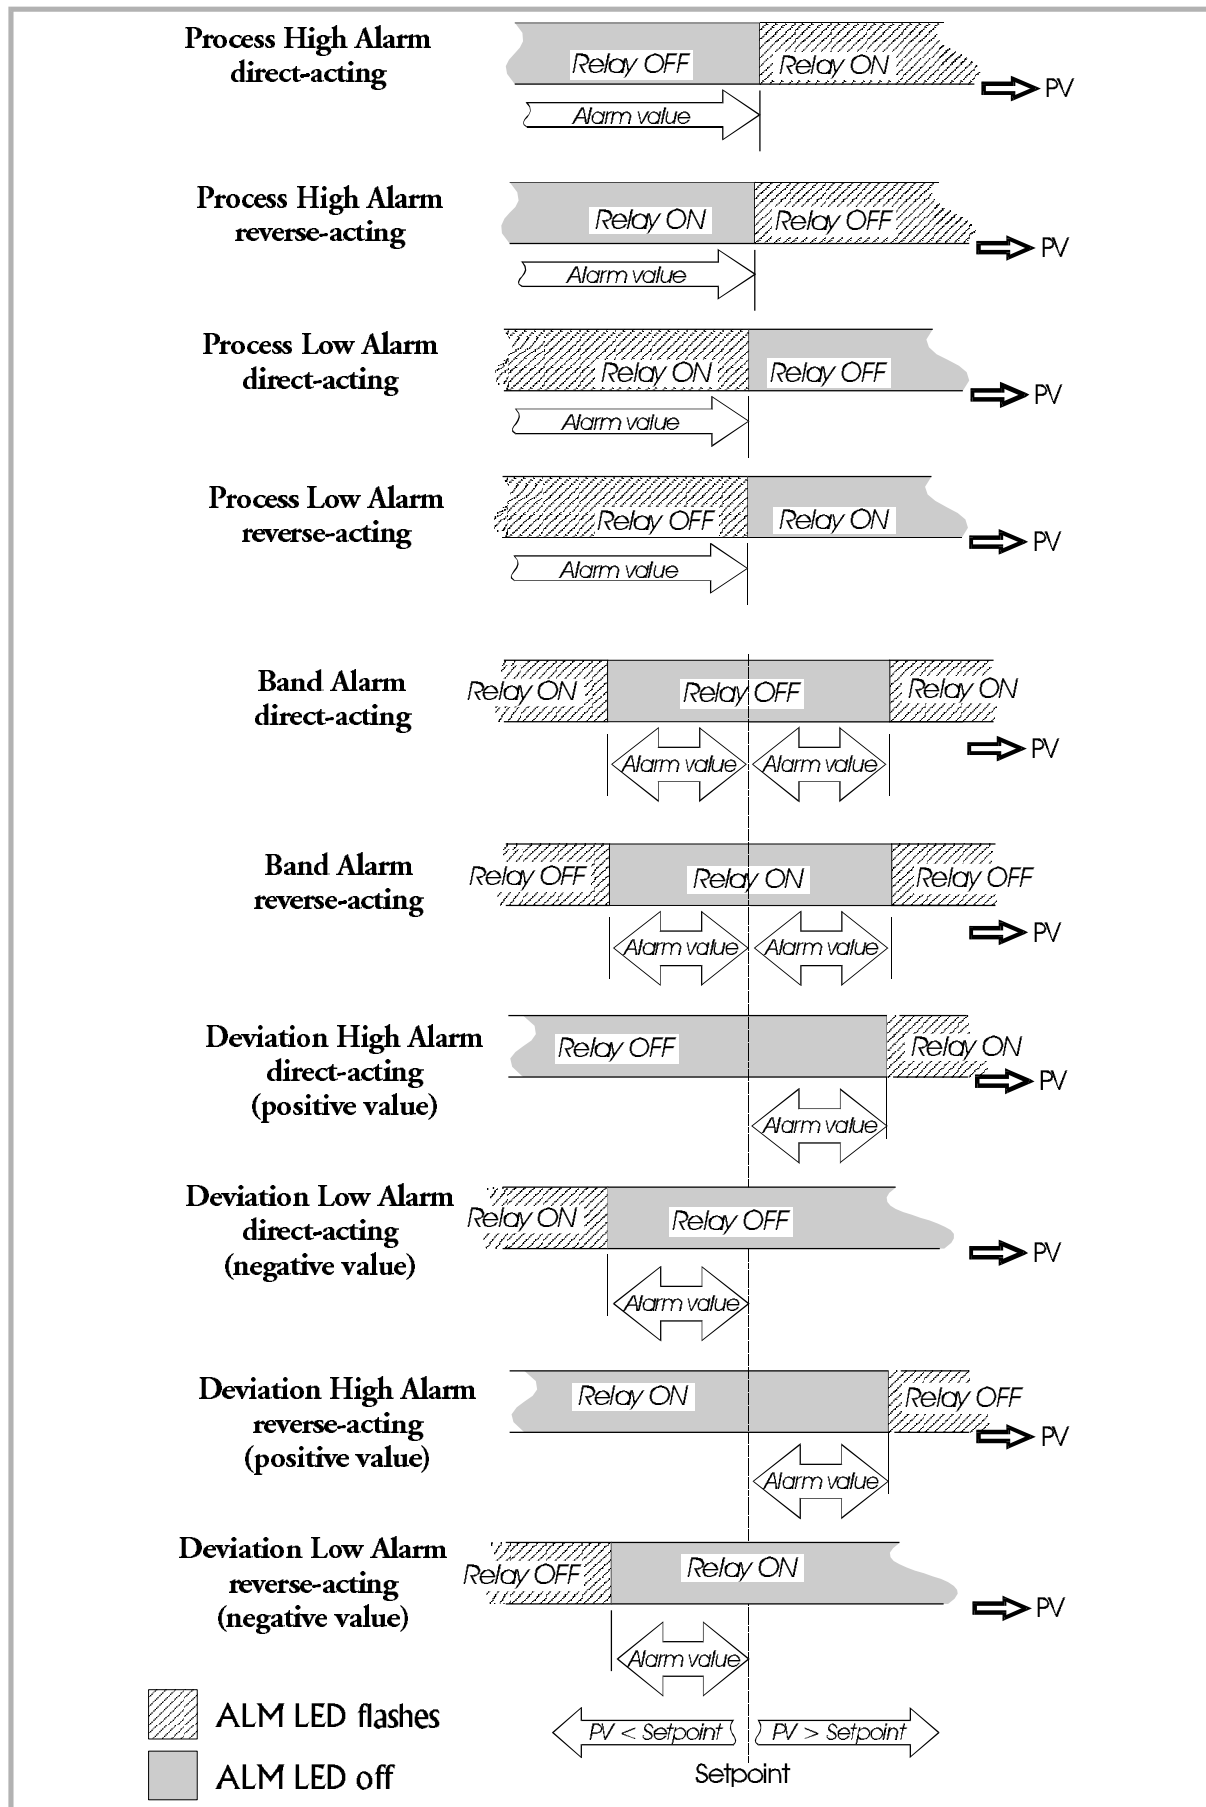 Process High Alarm
direct-acting
Relay OFF
Relay ON
PV
Alarm value
Process High Alarm
reverse-acting
Relay ON
Relay OFF
PV
Alarm value
Process Low Alarm
direct-acting
Relay ON
Relay OFF
PV
Alarm value
Process Low Alarm
reverse-acting
Relay OFF
Relay ON
PV
Alarm value
Band Alarm
direct-acting
Relay ON
Relay OFF
Relay ON
PV
Alarm value
Alarm value
Band Alarm
reverse-acting
Relay OFF
Relay ON
Relay OFF
PV
Alarm value
Alarm value
Deviation High Alarm
direct-acting
(positive value)
Relay OFF
Relay ON
PV
Alarm value
Deviation Low Alarm
direct-acting
(negative value)
Relay ON
Relay OFF
PV
Alarm value
Deviation High Alarm
reverse-acting
(positive value)
Relay ON
Relay OFF
PV
Alarm value
Deviation Low Alarm
reverse-acting
(negative value)
Relay OFF
Relay ON
PV
Alarm value
ALM LED flashes
ALM LED off
PV < Setpoint
PV > Setpoint
Setpoint